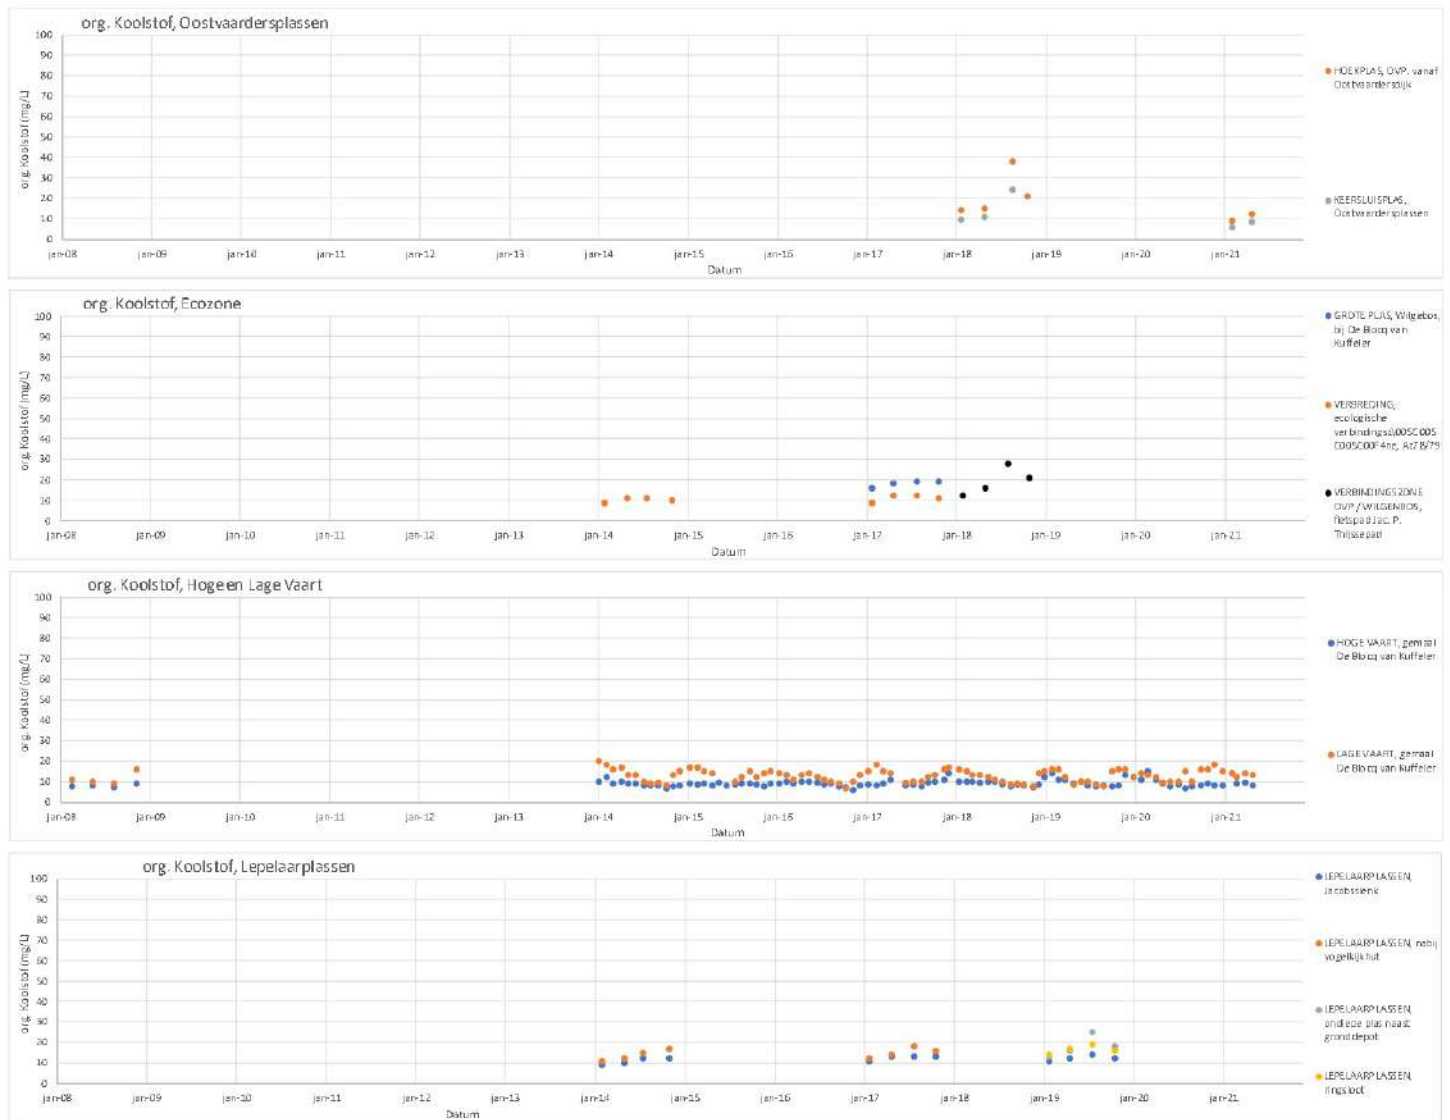 org. Koolstof, Oostvaardersplassen
100
90
80
70
60
50
40
30
20
10
0
org. Koolstof (mg/L)
jan-08 jan-09 jan-10 jan-11 jan-12 jan-13 jan-14 jan-15 jan-16 jan-17 jan-18 jan-19 jan-20 jan-21
Datum
HOEKPLAS, OVP. vanaf
Oostvaardersdijk
KEERSLUISPLAS,
Oostvaardersplassen
org. Koolstof, Ecozone
100
90
80
70
60
50
40
30
20
10
0
org. Koolstof (mg/L)
jan-08 jan-09 jan-10 jan-11 jan-12 jan-13 jan-14 jan-15 jan-16 jan-17 jan-18 jan-19 jan-20 jan-21
Datum
GROTE PLAS, Wilgebos,
bij De Blocq van
Kuffeler
VERBREDING,
ecologische
VERBINDINGSZONE
OVP / WILGENBOS,
fietspad Jac. P.
Thijssepad
org. Koolstof, Hoge en Lage Vaart
100
90
80
70
60
50
40
30
20
10
0
org. Koolstof (mg/L)
jan-08 jan-09 jan-10 jan-11 jan-12 jan-13 jan-14 jan-15 jan-16 jan-17 jan-18 jan-19 jan-20 jan-21
Datum
HOGE VAART, gemaal
De Blocq van Kuffeler
LAGE VAART, gemaal
De Blocq van Kuffeler
org. Koolstof, Lepelaarplassen
100
90
80
70
60
50
40
30
20
10
0
org. Koolstof (mg/L)
jan-08 jan-09 jan-10 jan-11 jan-12 jan-13 jan-14 jan-15 jan-16 jan-17 jan-18 jan-19 jan-20 jan-21
Datum
LEPELAARPLASSEN,
Jacobsslenk
LEPELAARPLASSEN, nabij
vogelkijkhut
LEPELAARPLASSEN,
ondiepe plas naast
gronddepot
LEPELAARPLASSEN,
ringsloot